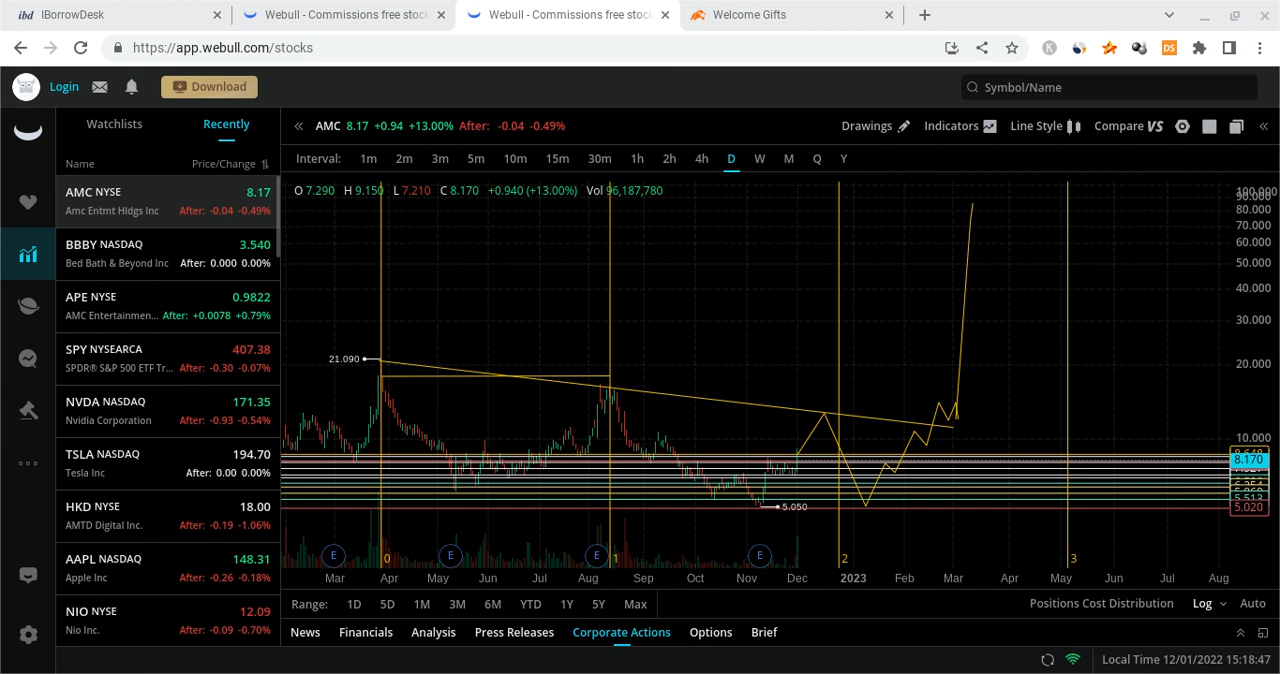 ibd IBorrowDesk
Webull - Commissions free stoc
Webull - Commissions free stoc
Welcome Gifts
https://app.webull.com/stocks
K
DS
Login
Download
Symbol/Name
Watchlists
Recently
Name
Price/Change
AMC NYSE
8.17
Amc Entmt Hldgs Inc
After: -0.04 -0.49%
BBBY NASDAQ
3.540
Bed Bath & Beyond Inc
After: 0.000 0.00%
APE NYSE
0.9822
AMC Entertainmen...
After: +0.0078 +0.79%
SPY NYSEARCA
407.38
SPDR® S&P 500 ETF Tr...
After: -0.30 -0.07%
NVDA NASDAQ
171.35
Nvidia Corporation
After: -0.93 -0.54%
TSLA NASDAQ
194.70
Tesla Inc
After: 0.00 0.00%
HKD NYSE
18.00
AMTD Digital Inc.
After: -0.19 -1.06%
AAPL NASDAQ
148.31
Apple Inc
After: -0.26 -0.18%
NIO NYSE
12.09
Nio Inc.
After: -0.09 -0.70%
AMC 8.17 +0.94 +13.00% After: -0.04 -0.49%
Drawings
Indicators
Line Style
Compare VS
Interval: 1m 2m 3m 5m 10m 15m 30m 1h 2h 4h D W M Q Y
O 7.290 H 9.150 L 7.210 C 8.170 +0.940 (+13.00%) Vol 96,187,780
100.000
90.000
80.000
70.000
60.000
50.000
40.000
30.000
20.000
10.000
8.170
5.513
5.020
21.090
5.050
E E E E
0 1 2 3
Mar Apr May Jun Jul Aug Sep Oct Nov Dec 2023 Feb Mar Apr May Jun Jul Aug
Range: 1D 5D 1M 3M 6M YTD 1Y 5Y Max
Positions Cost Distribution Log Auto
News Financials Analysis Press Releases Corporate Actions Options Brief
Local Time 12/01/2022 15:18:47